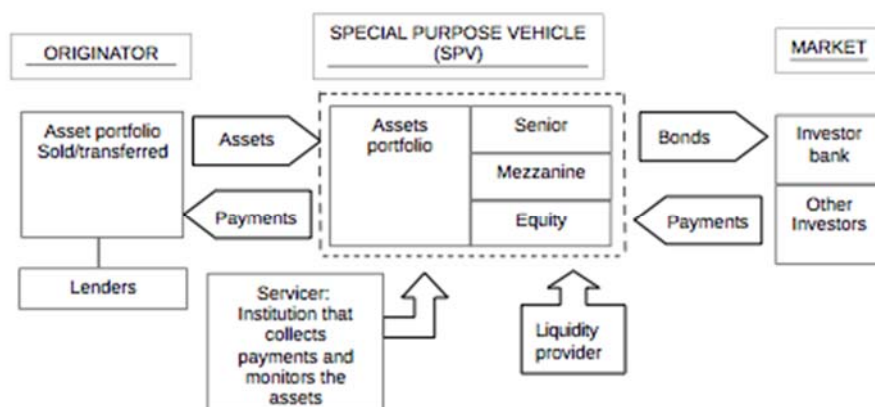 ORIGINATOR
SPECIAL PURPOSE VEHICLE
(SPV)
MARKET
Asset portfolio
Sold/transferred
Assets
Payments
Lenders
Assets
portfolio
Senior
Mezzanine
Equity
Bonds
Payments
Investor
bank
Other
Investors
Servicer:
Institution that
collects
payments and
monitors the
assets
Liquidity
provider